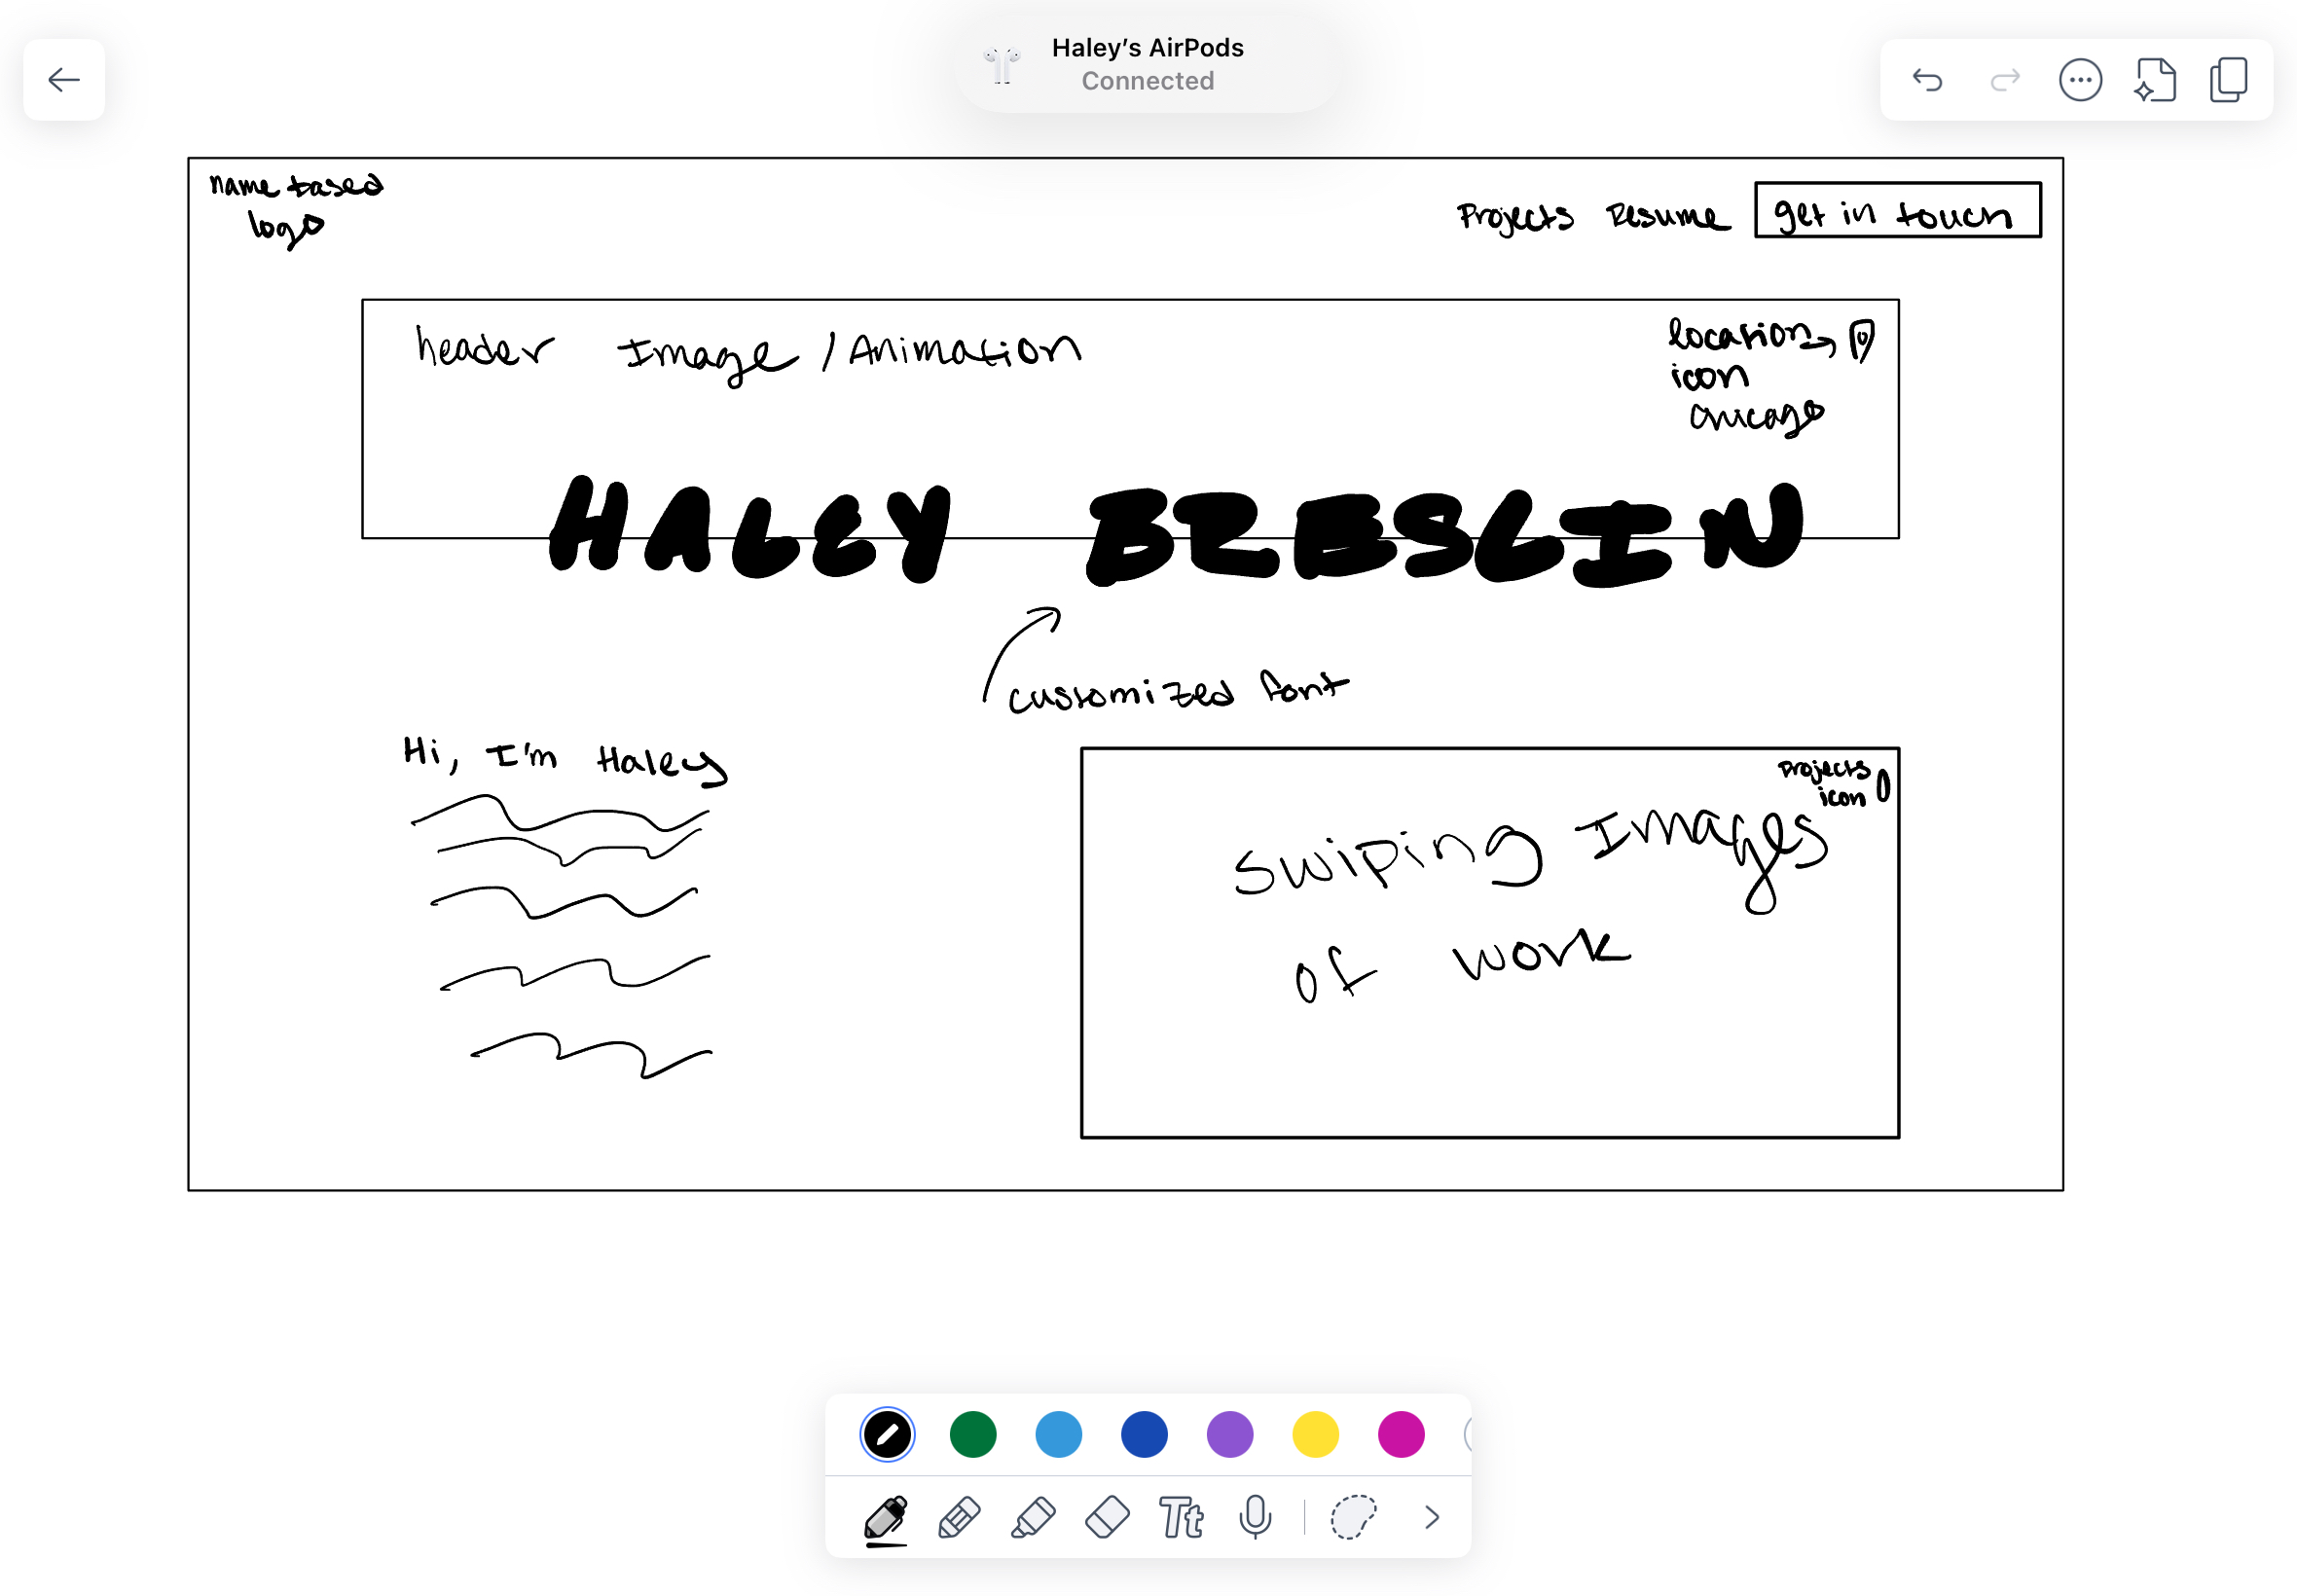 Haley's AirPods
Connected
name based
logo
Projects Resume get in touch
header Image / Animation
location
icon
chicago
HALEY BRESLIN
customized font
Hi, I'm Haley
projects
icon
swiping Images
of work
Tt